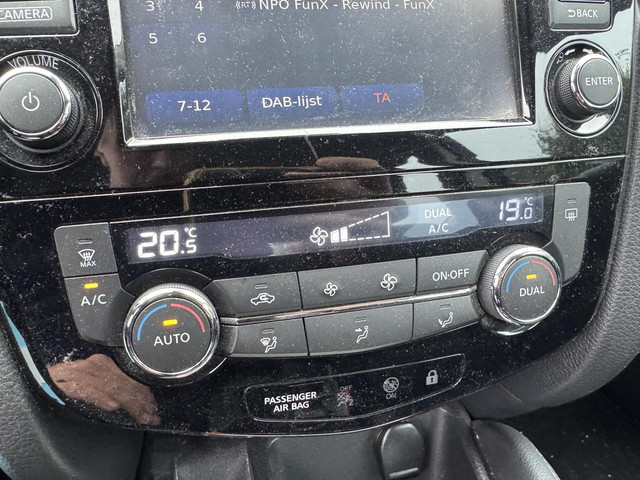 CAMERA
3 4 NPO FunX - Rewind - FunX
5 6
BACK
VOLUME
7-12 DAB-lijst TA
ENTER
MAX
20.5 °C
DUAL
A/C
19.0 °C
A/C
ON·OFF
AUTO
DUAL
PASSENGER
AIR BAG
OFF
ON